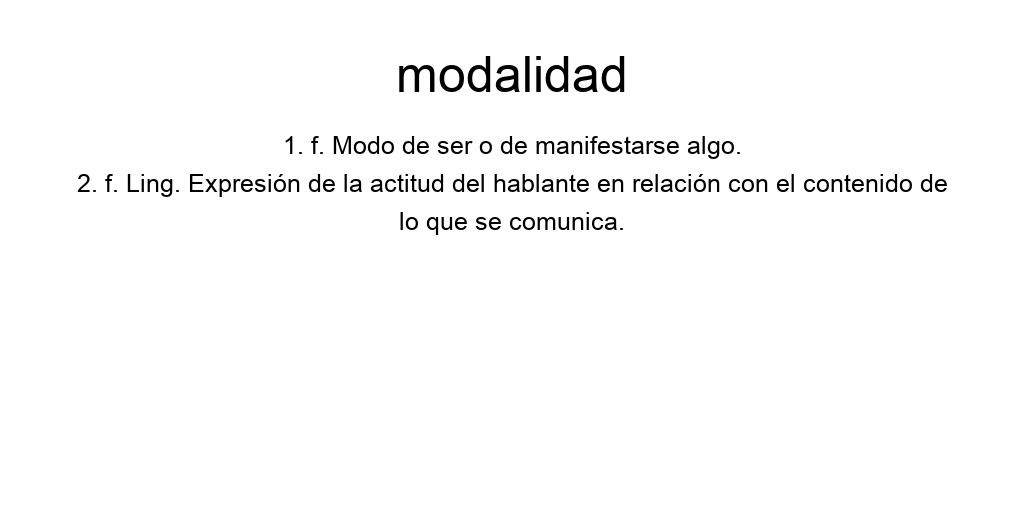 modalidad
1. f. Modo de ser o de manifestarse algo.
2. f. Ling. Expresión de la actitud del hablante en relación con el contenido de
lo que se comunica.